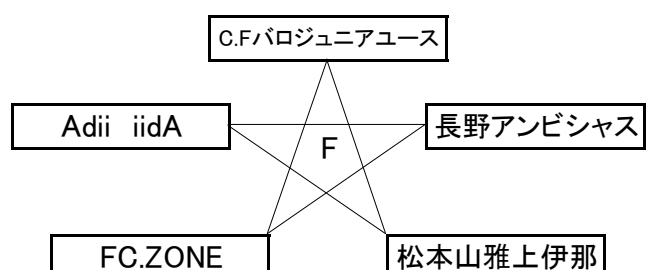 C.Fバロジュニアユース
Adii iidA
長野アンビシャス
F
FC.ZONE
松本山雅上伊那